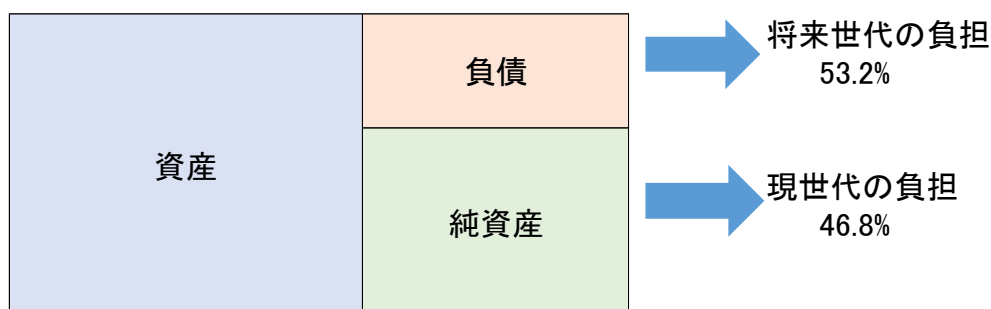 資産
負債
純資産
将来世代の負担
53.2%
現世代の負担
46.8%